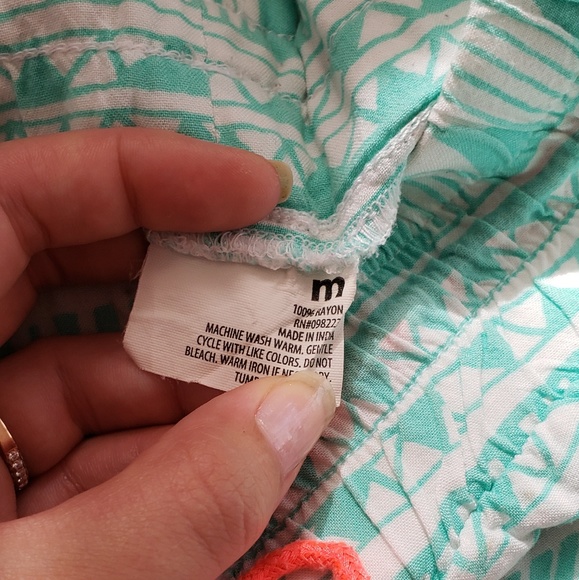 m
100% RAYON
RN#098227
MADE IN INDIA
MACHINE WASH WARM. GENTLE
CYCLE WITH LIKE COLORS. DO NOT
BLEACH. WARM IRON IF